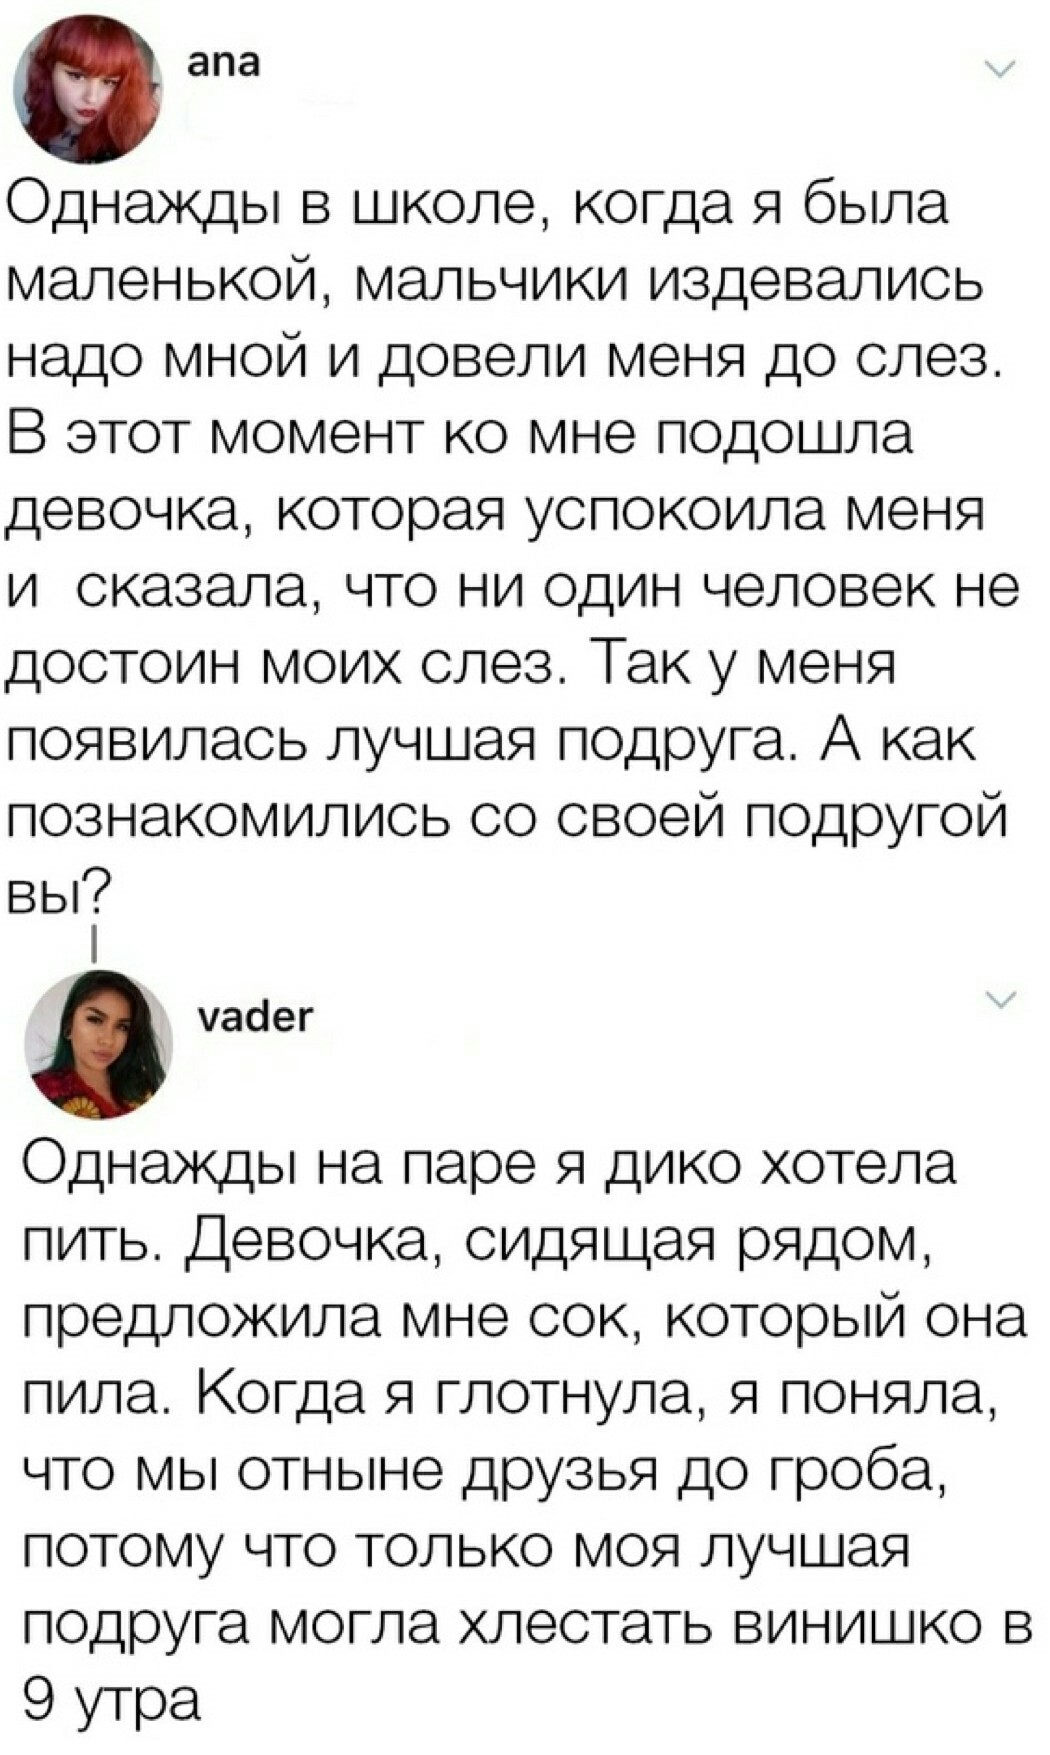 ana
Однажды в школе, когда я была
маленькой, мальчики издевались
надо мной и довели меня до слез.
В этот момент ко мне подошла
девочка, которая успокоила меня
и сказала, что ни один человек не
достоин моих слез. Так у меня
появилась лучшая подруга. А как
познакомились со своей подругой
вы?
vader
Однажды на паре я дико хотела
пить. Девочка, сидящая рядом,
предложила мне сок, который она
пила. Когда я глотнула, я поняла,
что мы отныне друзья до гроба,
потому что только моя лучшая
подруга могла хлестать винишко в
9 утра